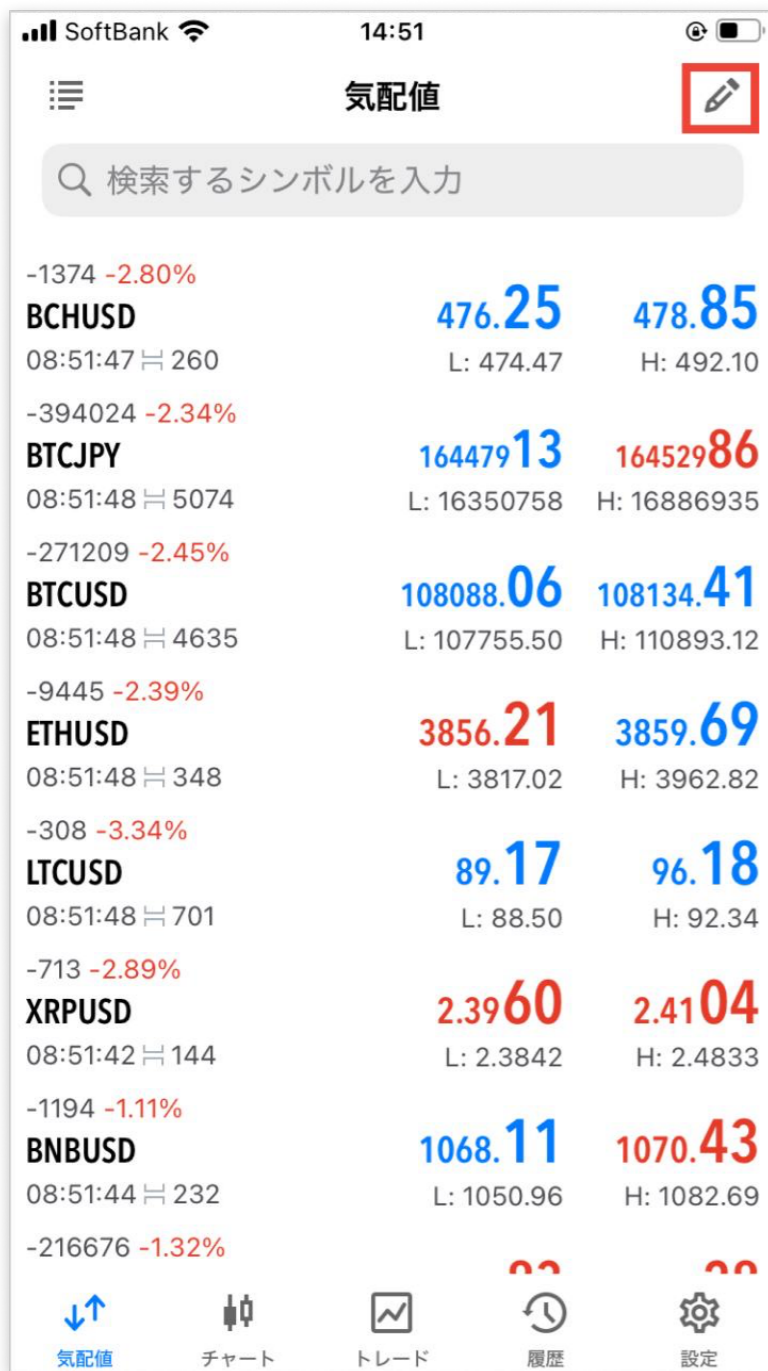 SoftBank 14:51
気配値
検索するシンボルを入力
-1374 -2.80%
BCHUSD 476.25 478.85
08:51:47 260 L: 474.47 H: 492.10
-394024 -2.34%
BTCJPY 16447913 16452986
08:51:48 5074 L: 16350758 H: 16886935
-271209 -2.45%
BTCUSD 108088.06 108134.41
08:51:48 4635 L: 107755.50 H: 110893.12
-9445 -2.39%
ETHUSD 3856.21 3859.69
08:51:48 348 L: 3817.02 H: 3962.82
-308 -3.34%
LTCUSD 89.17 96.18
08:51:48 701 L: 88.50 H: 92.34
-713 -2.89%
XRPUSD 2.3960 2.4104
08:51:42 144 L: 2.3842 H: 2.4833
-1194 -1.11%
BNBUSD 1068.11 1070.43
08:51:44 232 L: 1050.96 H: 1082.69
-216676 -1.32%
気配値 チャート トレード 履歴 設定